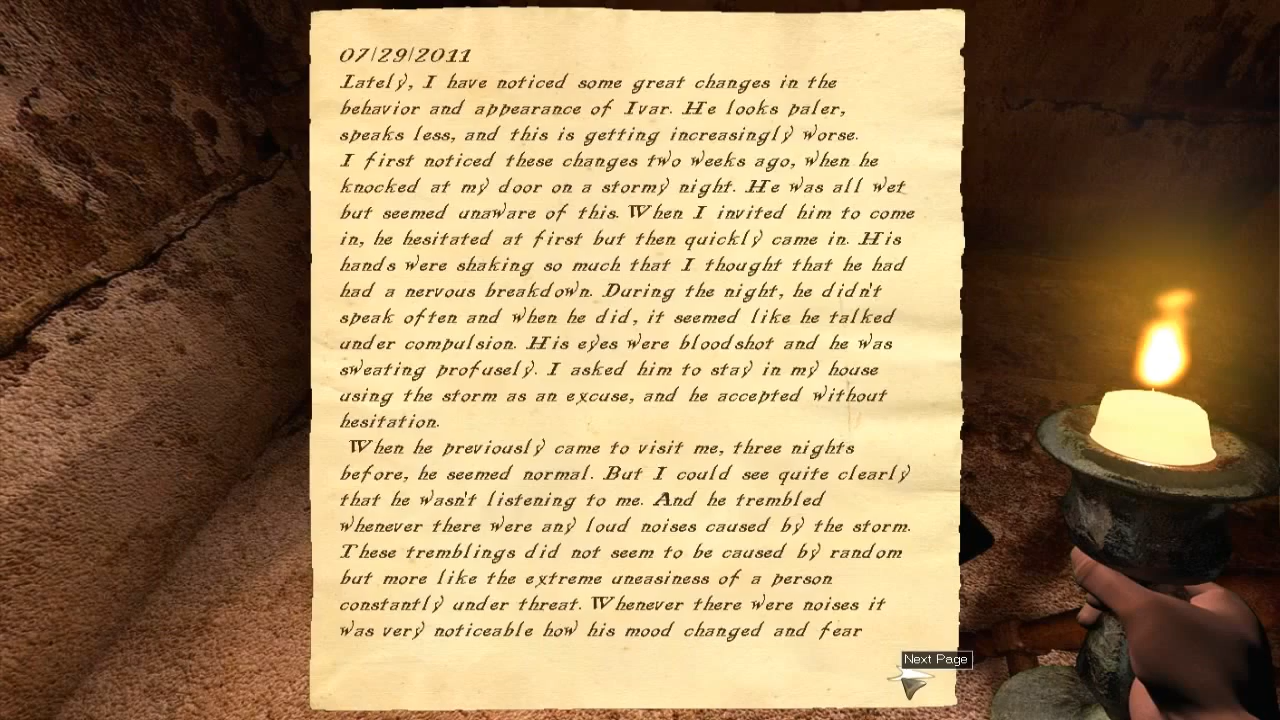 07/29/2011
Lately, I have noticed some great changes in the
behavior and appearance of Ivar. He looks paler,
speaks less, and this is getting increasingly worse.
I first noticed these changes two weeks ago, when he
knocked at my door on a stormy night. He was all wet
but seemed unaware of this. When I invited him to come
in, he hesitated at first but then quickly came in. His
hands were shaking so much that I thought that he had
had a nervous breakdown. During the night, he didn't
speak often and when he did, it seemed like he talked
under compulsion. His eyes were bloodshot and he was
sweating profusely. I asked him to stay in my house
using the storm as an excuse, and he accepted without
hesitation.
When he previously came to visit me, three nights
before, he seemed normal. But I could see quite clearly
that he wasn't listening to me. And he trembled
whenever there were any loud noises caused by the storm.
These tremblings did not seem to be caused by random
but more like the extreme uneasiness of a person
constantly under threat. Whenever there were noises it
was very noticeable how his mood changed and fear
Next Page